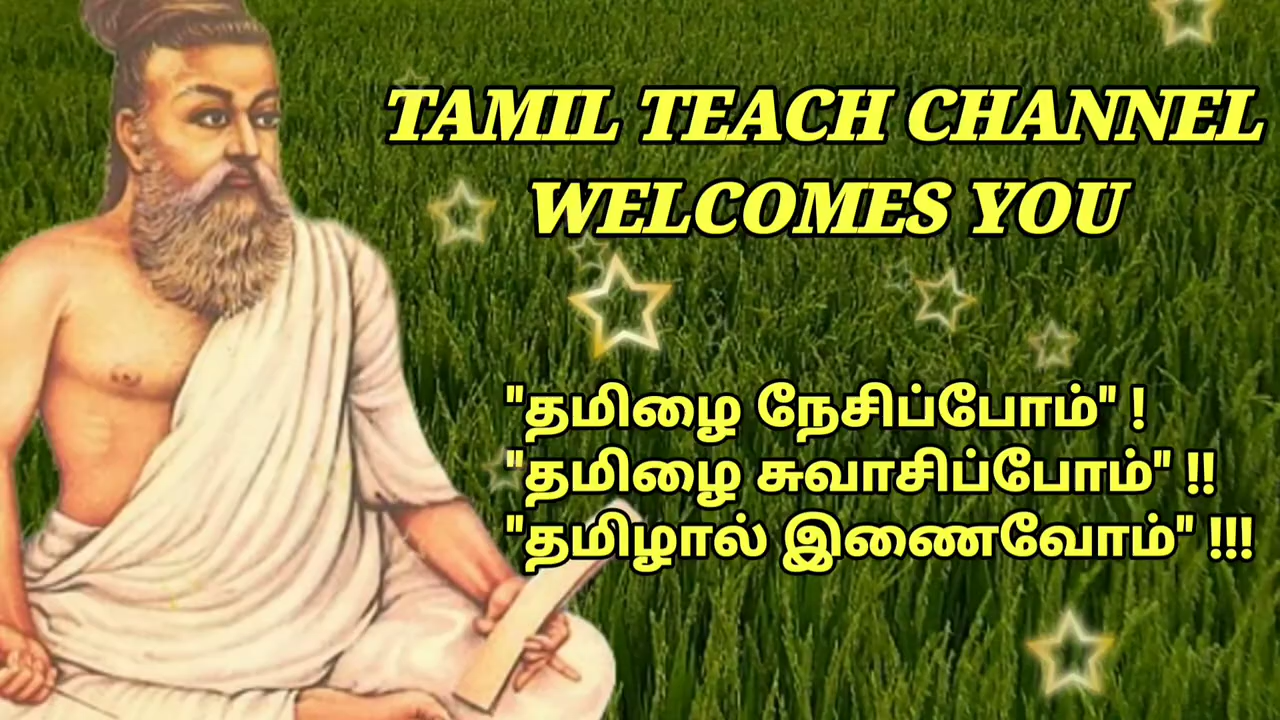 TAMIL TEACH CHANNEL
WELCOMES YOU
"தமிழை நேசிப்போம்" !
"தமிழை சுவாசிப்போம்" !!
"தமிழால் இணைவோம்" !!!